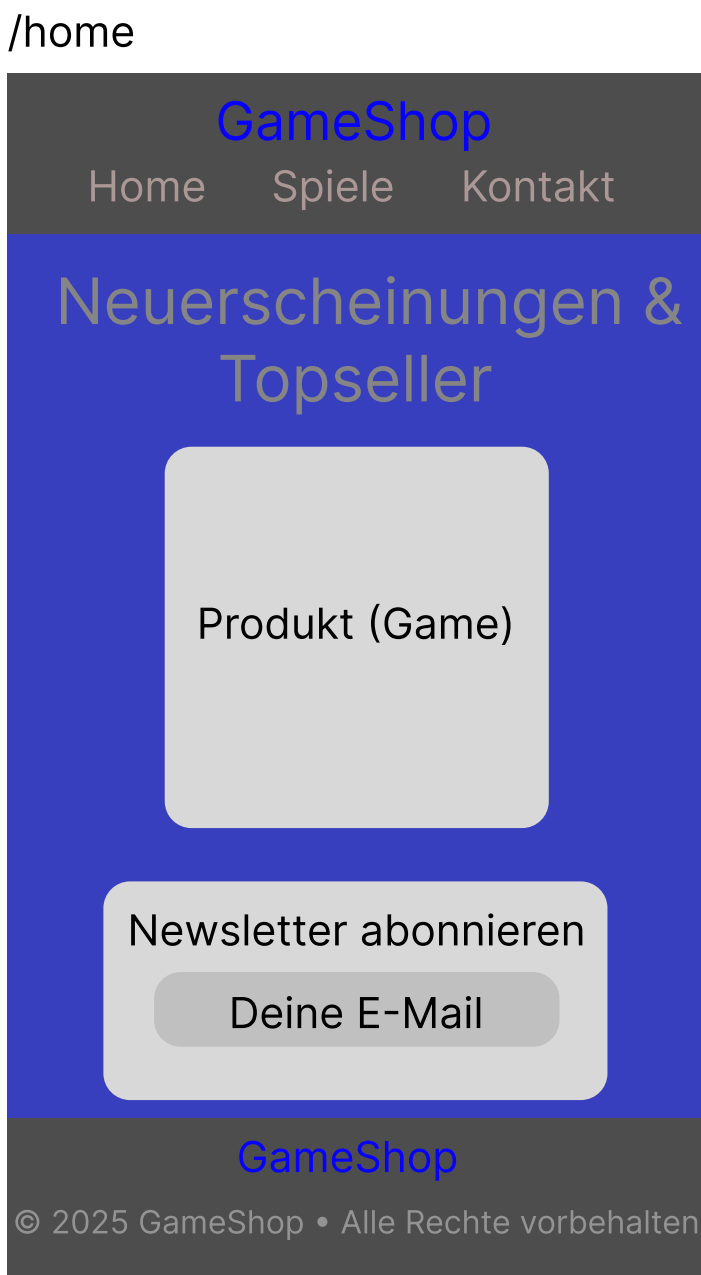 /home
GameShop
Home Spiele Kontakt
Neuerscheinungen &
Topseller
Produkt (Game)
Newsletter abonnieren
Deine E-Mail
GameShop
© 2025 GameShop • Alle Rechte vorbehalten